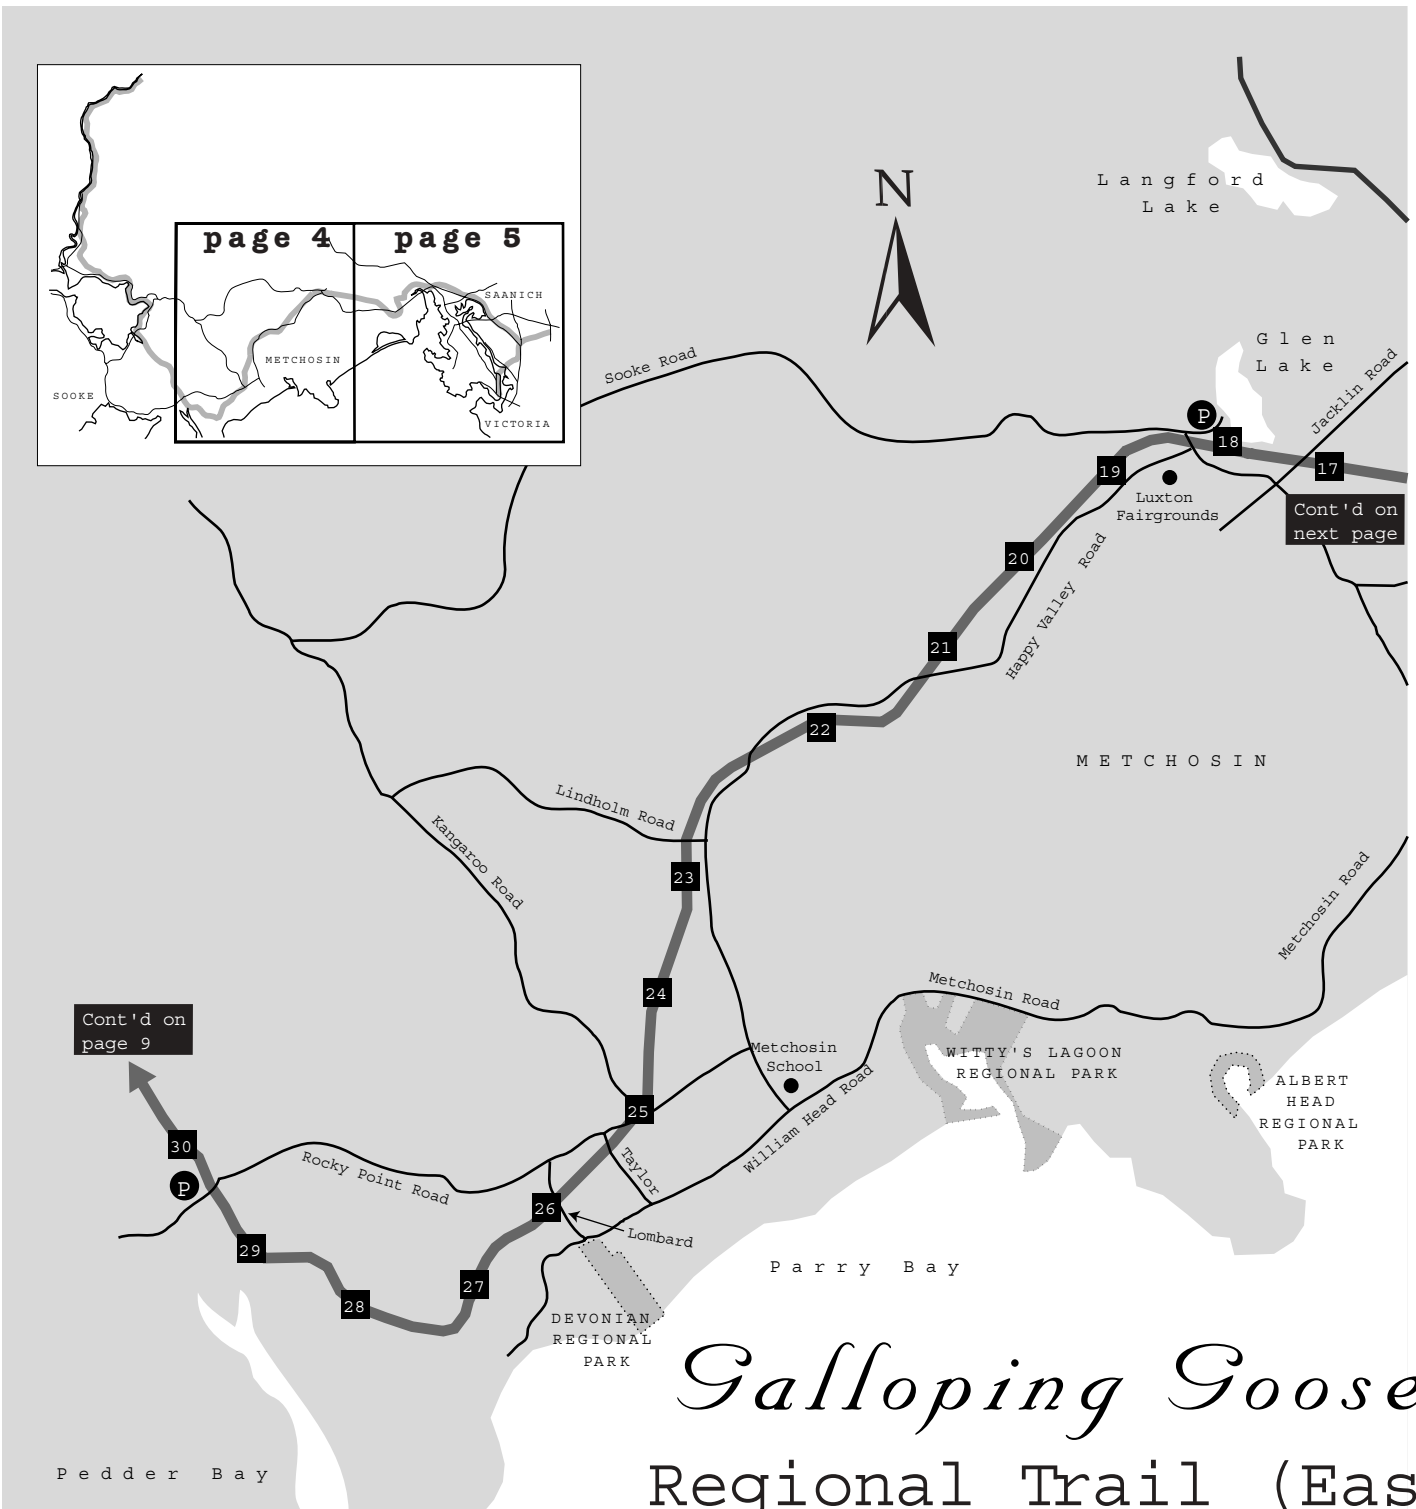 page 4
page 5
SAANICH
METCHOSIN
SOOKE
VICTORIA
N
Langford
Lake
Glen
Lake
Sooke Road
Jacklin Road
P
18
17
19
Luxton
Fairgrounds
Cont'd on
next page
20
Happy Valley Road
21
22
METCHOSIN
Lindholm Road
Kangaroo Road
23
Metchosin Road
24
Metchosin Road
Cont'd on
page 9
Metchosin
School
WITTY'S LAGOON
REGIONAL PARK
ALBERT
HEAD
REGIONAL
PARK
25
William Head Road
30
P
Rocky Point Road
Taylor
26
Lombard
29
27
28
Parry Bay
DEVONIAN
REGIONAL
PARK
Galloping Goose
Regional Trail (Eas
Pedder Bay